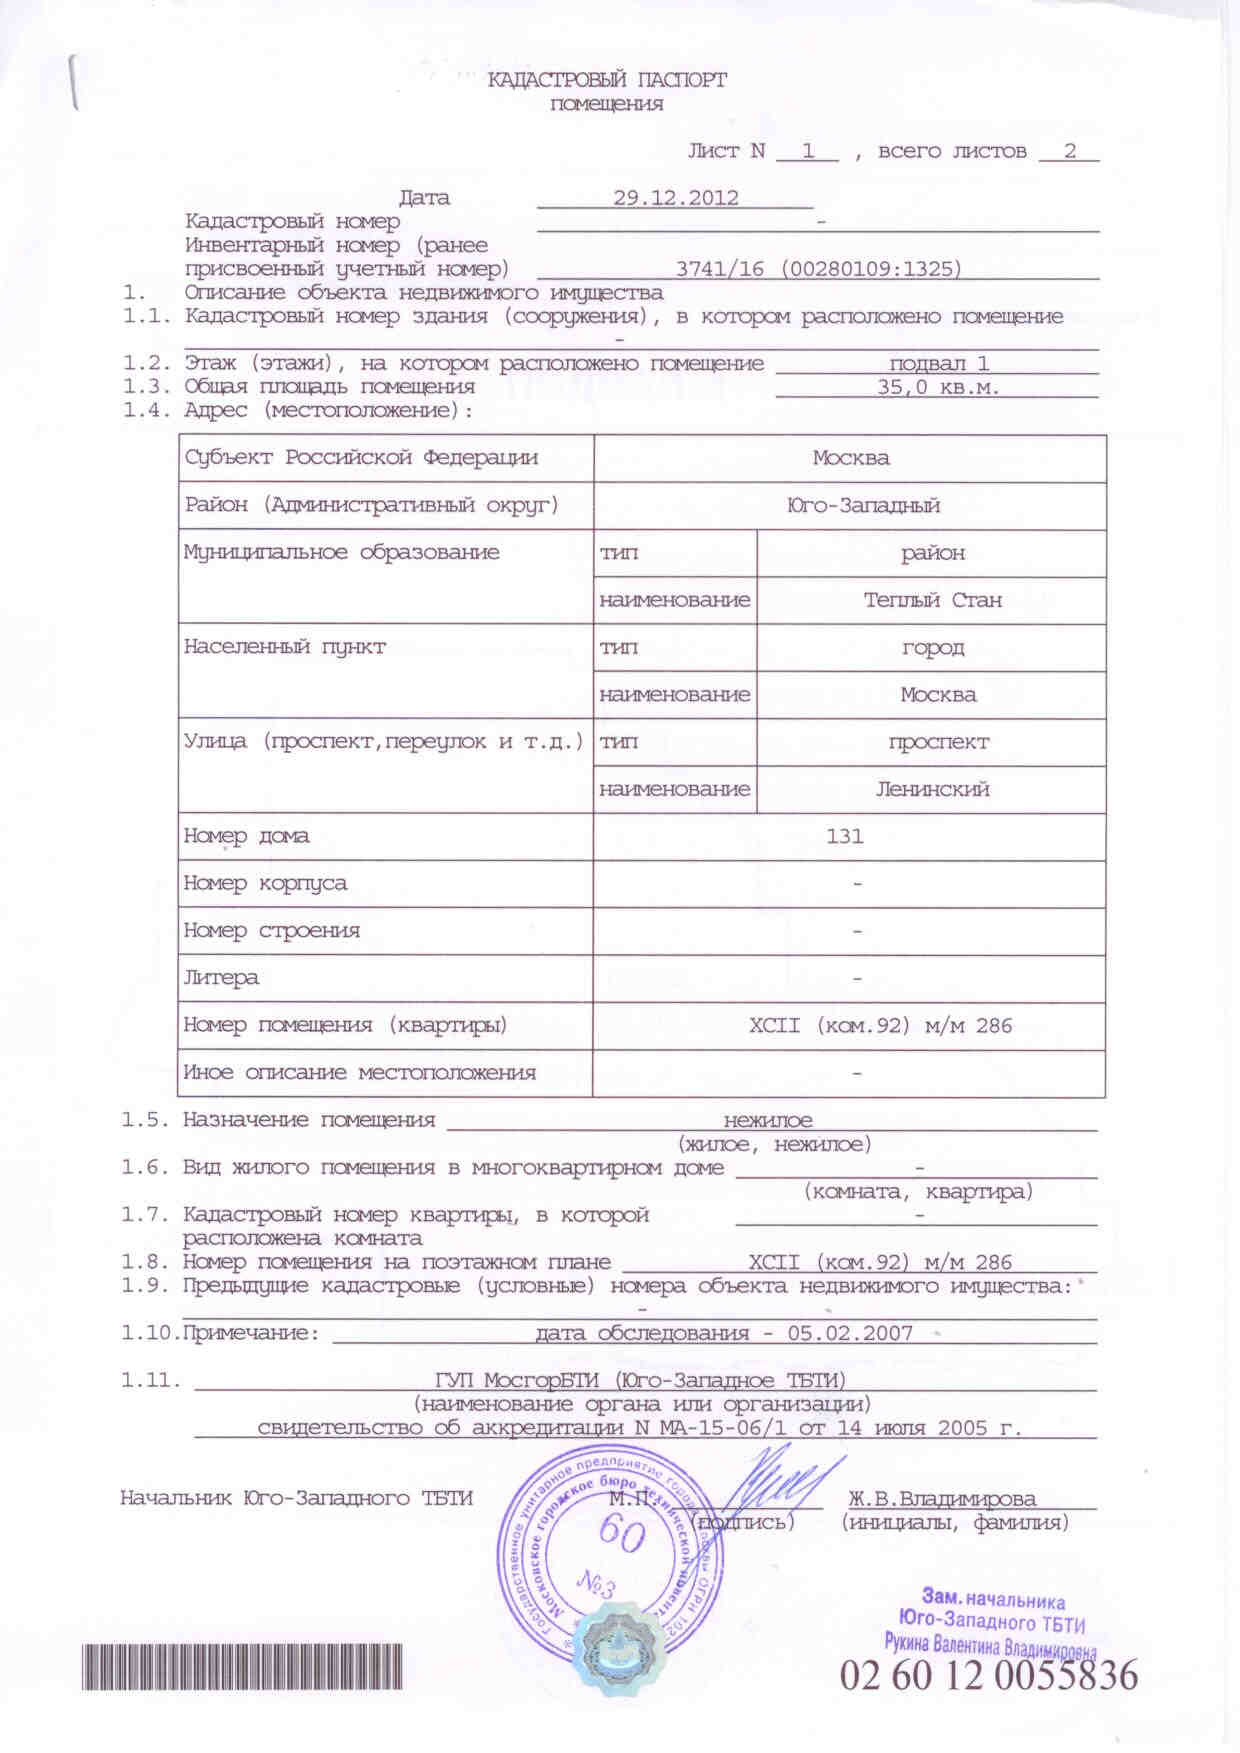 КАДАСТРОВЫЙ ПАСПОРТ
помещения
Лист N 1 , всего листов 2
Дата 29.12.2012
Кадастровый номер -
Инвентарный номер (ранее
присвоенный учетный номер) 3741/16 (00280109:1325)
1. Описание объекта недвижимого имущества
1.1. Кадастровый номер здания (сооружения), в котором расположено помещение
-
1.2. Этаж (этажи), на котором расположено помещение подвал 1
1.3. Общая площадь помещения 35,0 кв.м.
1.4. Адрес (местоположение):
Субъект Российской Федерации Москва
Район (Административный округ) Юго-Западный
Муниципальное образование тип район
наименование Теплый Стан
Населенный пункт тип город
наименование Москва
Улица (проспект,переулок и т.д.) тип проспект
наименование Ленинский
Номер дома 131
Номер корпуса -
Номер строения -
Литера -
Номер помещения (квартиры) XCII (ком.92) м/м 286
Иное описание местоположения -
1.5. Назначение помещения нежилое
(жилое, нежилое)
1.6. Вид жилого помещения в многоквартирном доме -
(комната, квартира)
1.7. Кадастровый номер квартиры, в которой -
расположена комната
1.8. Номер помещения на поэтажном плане XCII (ком.92) м/м 286
1.9. Предыдущие кадастровые (условные) номера объекта недвижимого имущества:
-
1.10.Примечание: дата обследования - 05.02.2007
1.11. ГУП МосгорБТИ (Юго-Западное ТБТИ)
(наименование органа или организации)
свидетельство об аккредитации N МА-15-06/1 от 14 июля 2005 г.
Начальник Юго-Западного ТБТИ М.П. Ж.В.Владимирова
(подпись) (инициалы, фамилия)
Государственное унитарное предприятие города
Московское городское бюро технической
60
№3
Зам. начальника
Юго-Западного ТБТИ
Рукина Валентина Владимировна
02 60 12 0055836